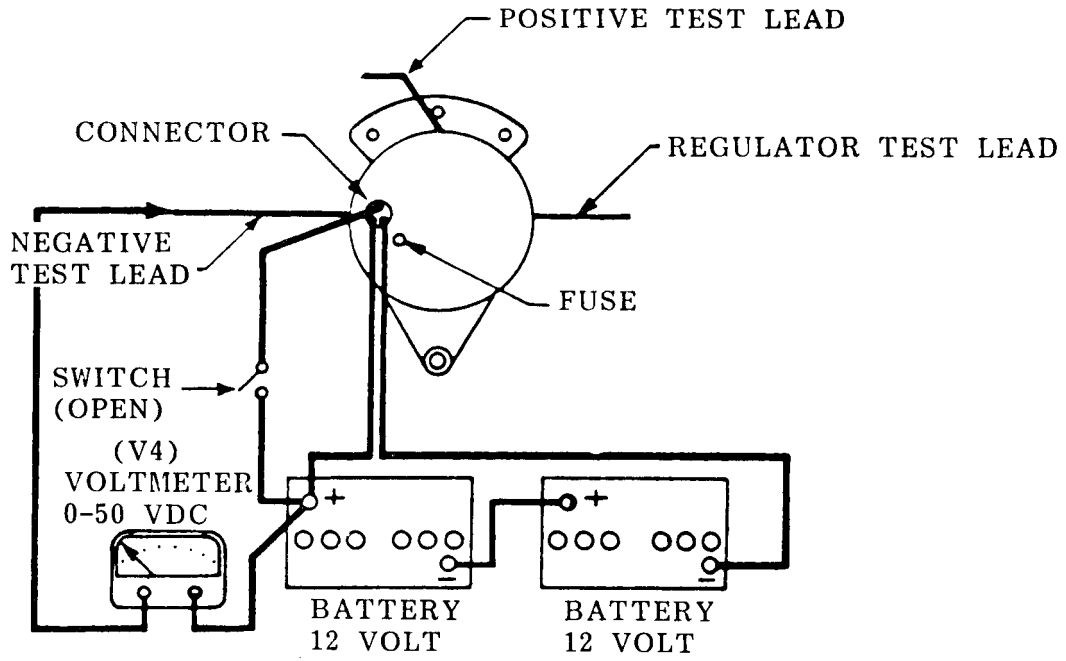 POSITIVE TEST LEAD
CONNECTOR
REGULATOR TEST LEAD
NEGATIVE
TEST LEAD
FUSE
SWITCH
(OPEN)
(V4)
VOLTMETER
0-50 VDC
+
+
-
-
BATTERY
12 VOLT
BATTERY
12 VOLT